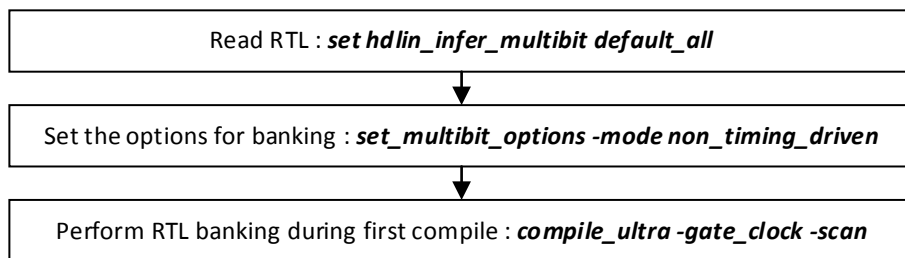 Read RTL : set hdlin_infer_multibit default_all
Set the options for banking : set_multibit_options -mode non_timing_driven
Perform RTL banking during first compile : compile_ultra -gate_clock -scan